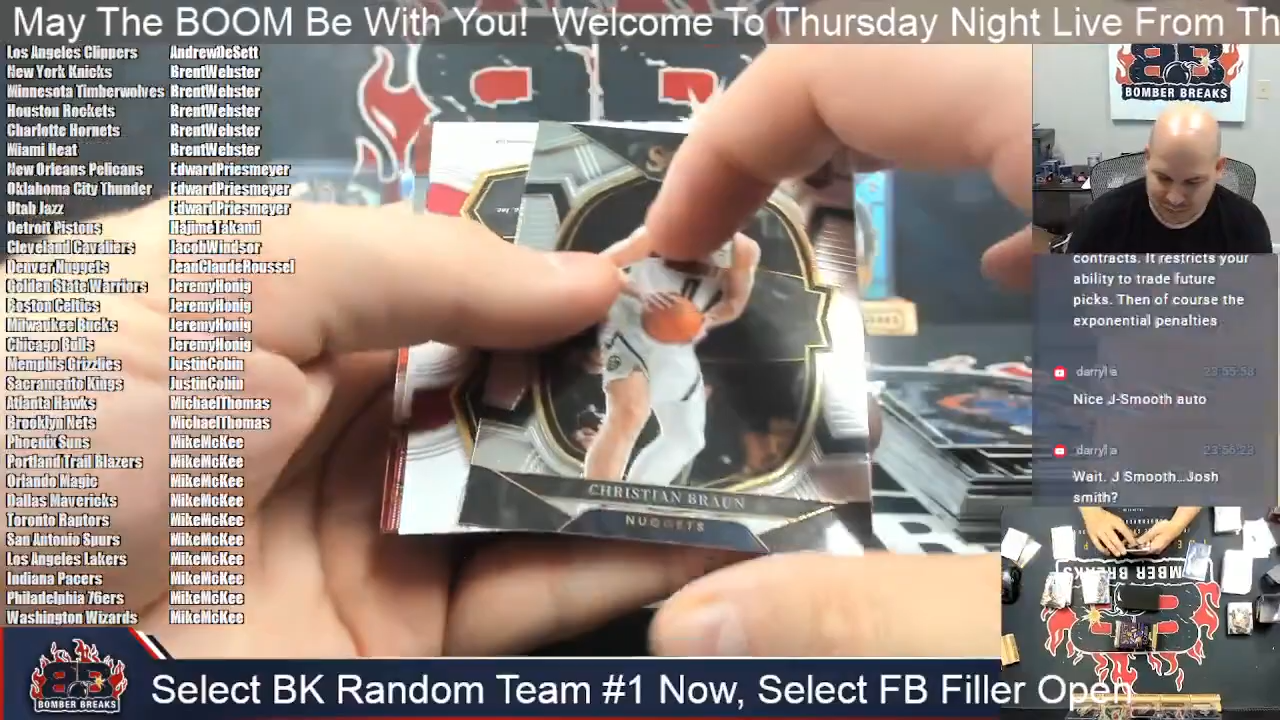 May The BOOM Be With You!  Welcome To Thursday Night Live From Th
Los Angeles Clippers AndrewDeSett
New York Knicks BrentWebster
Minnesota Timberwolves BrentWebster
Houston Rockets BrentWebster
Charlotte Hornets BrentWebster
Miami Heat BrentWebster
New Orleans Pelicans EdwardPriesmeyer
Oklahoma City Thunder EdwardPriesmeyer
Utah Jazz EdwardPriesmeyer
Detroit Pistons HajimeTakami
Cleveland Cavaliers JacobWindsor
Denver Nuggets JeanClaudeRoussel
Golden State Warriors JeremyHonig
Boston Celtics JeremyHonig
Milwaukee Bucks JeremyHonig
Chicago Bulls JeremyHonig
Memphis Grizzlies JustinCobin
Sacramento Kings JustinCobin
Atlanta Hawks MichaelThomas
Brooklyn Nets MichaelThomas
Phoenix Suns MikeMcKee
Portland Trail Blazers MikeMcKee
Orlando Magic MikeMcKee
Dallas Mavericks MikeMcKee
Toronto Raptors MikeMcKee
San Antonio Spurs MikeMcKee
Los Angeles Lakers MikeMcKee
Indiana Pacers MikeMcKee
Philadelphia 76ers MikeMcKee
Washington Wizards MikeMcKee
CHRISTIAN BRAUN
NUGGETS
BOMBER BREAKS
contracts. It restricts your
ability to trade future
picks. Then of course the
exponential penalties
darryl a 23:55:58
Nice J-Smooth auto
darryl a 23:56:23
Wait. J Smooth...Josh
smith?
BOMBER BREAKS
Select BK Random Team #1 Now, Select FB Filler Open